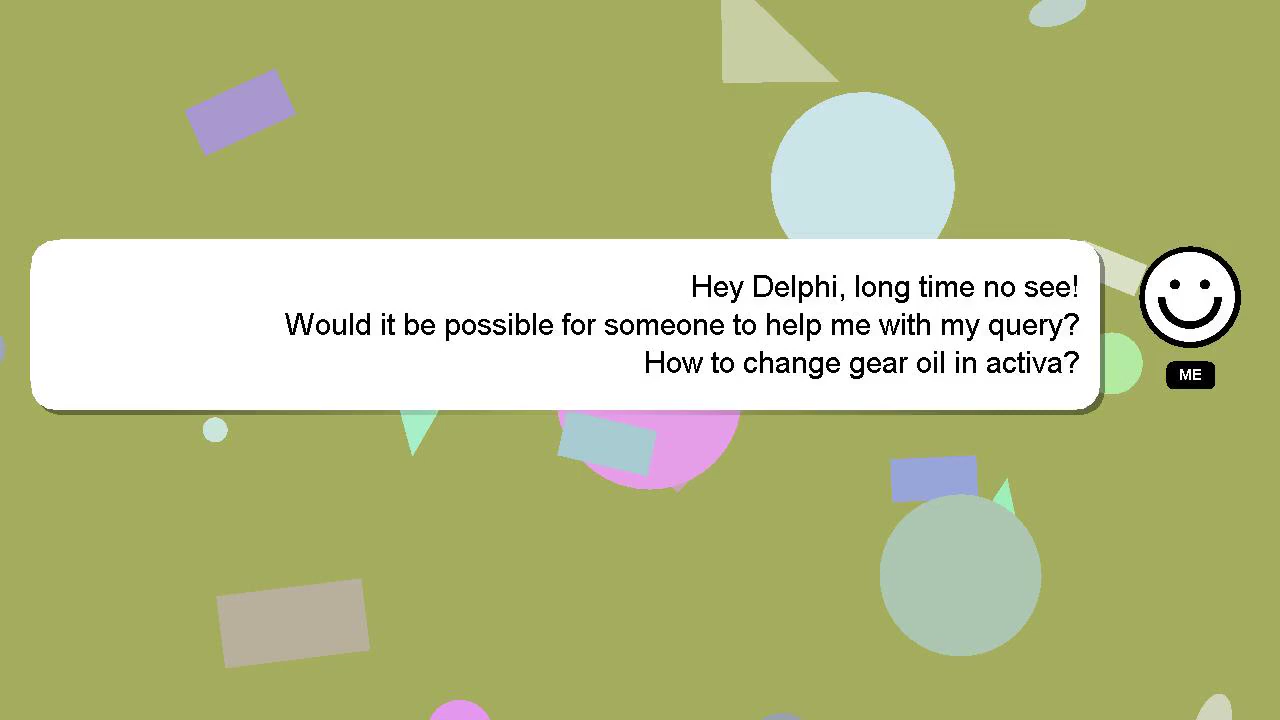 Hey Delphi, long time no see!
Would it be possible for someone to help me with my query?
How to change gear oil in activa?
ME